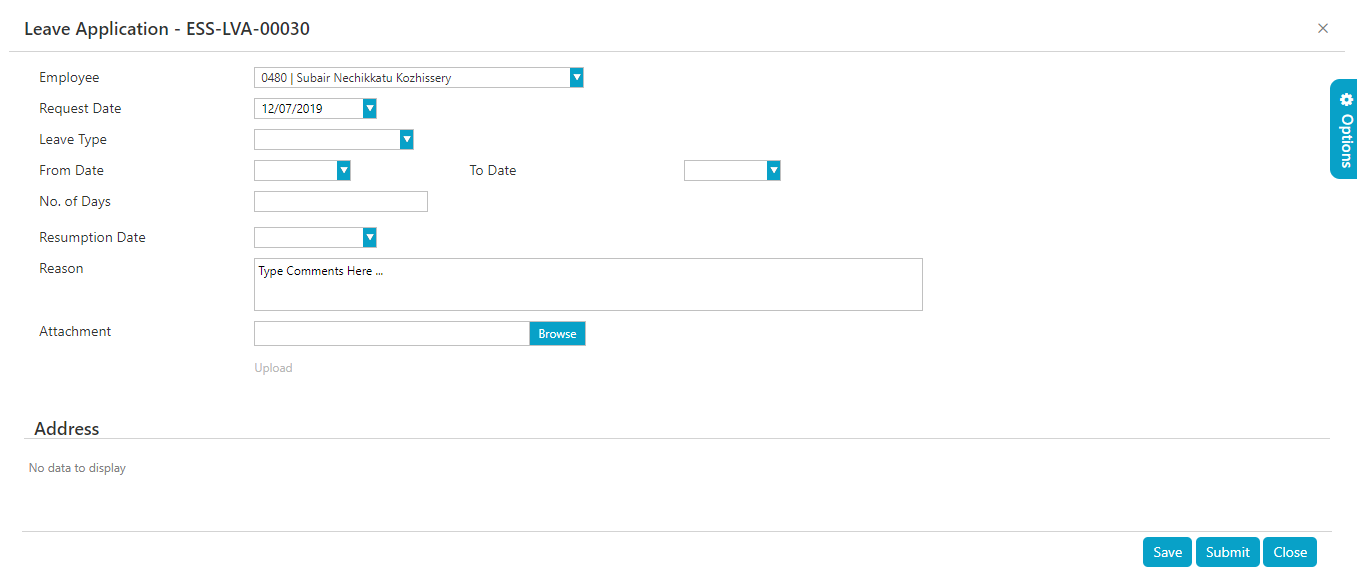 Leave Application - ESS-LVA-00030
Employee
0480 | Subair Nechikkatu Kozhissery
Request Date
12/07/2019
Options
Leave Type
From Date
To Date
No. of Days
Resumption Date
Reason
Type Comments Here ...
Attachment
Browse
Upload
Address
No data to display
Save
Submit
Close